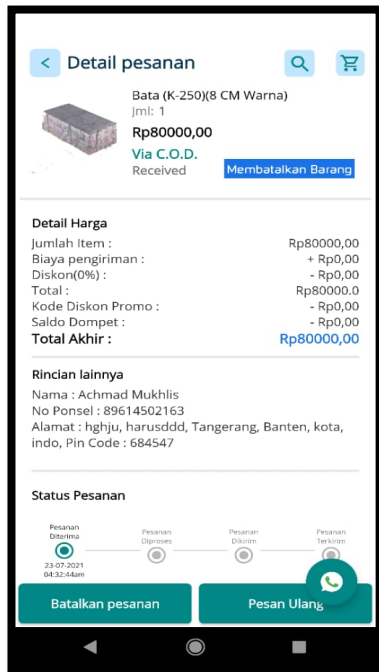 Detail pesanan
Bata (K-250)(8 CM Warna)
Jml: 1
Rp80000,00
Via C.O.D.
Received
Membatalkan Barang
Detail Harga
Jumlah Item : Rp80000,00
Biaya pengiriman : + Rp0,00
Diskon(0%) : - Rp0,00
Total : Rp80000.0
Kode Diskon Promo : - Rp0,00
Saldo Dompet : - Rp0,00
Total Akhir : Rp80000,00
Rincian lainnya
Nama : Achmad Mukhlis
No Ponsel : 89614502163
Alamat : hghju, harusddd, Tangerang, Banten, kota,
indo, Pin Code : 684547
Status Pesanan
Pesanan Diterima
23-07-2021
04:32:44am
Pesanan Diproses
Pesanan Dikirim
Pesanan Terkirim
Batalkan pesanan
Pesan Ulang